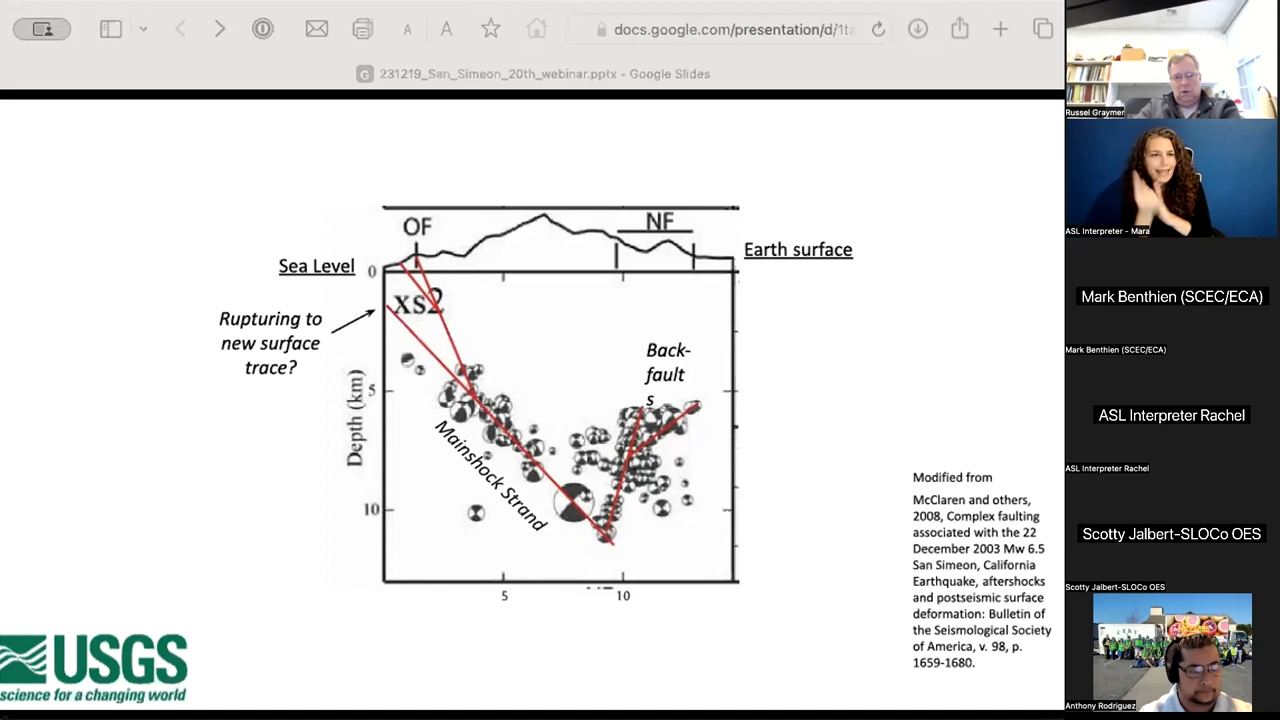 docs.google.com/presentation/d/1t
231219_San_Simeon_20th_webinar.pptx - Google Slides
OF
NF
Sea Level
Earth surface
0
xs2
Rupturing to
new surface
trace?
Back-
fault
s
5
Depth (km)
Mainshock Strand
10
5
10
Modified from
McClaren and others,
2008, Complex faulting
associated with the 22
December 2003 Mw 6.5
San Simeon, California
Earthquake, aftershocks
and postseismic surface
deformation: Bulletin of
the Seismological Society
of America, v. 98, p.
1659-1680.
USGS
science for a changing world
Russel Graymer
ASL Interpreter - Mara
Mark Benthien (SCEC/ECA)
Mark Benthien (SCEC/ECA)
ASL Interpreter Rachel
ASL Interpreter Rachel
Scotty Jalbert-SLOCo OES
Scotty Jalbert-SLOCo OES
Anthony Rodriguez